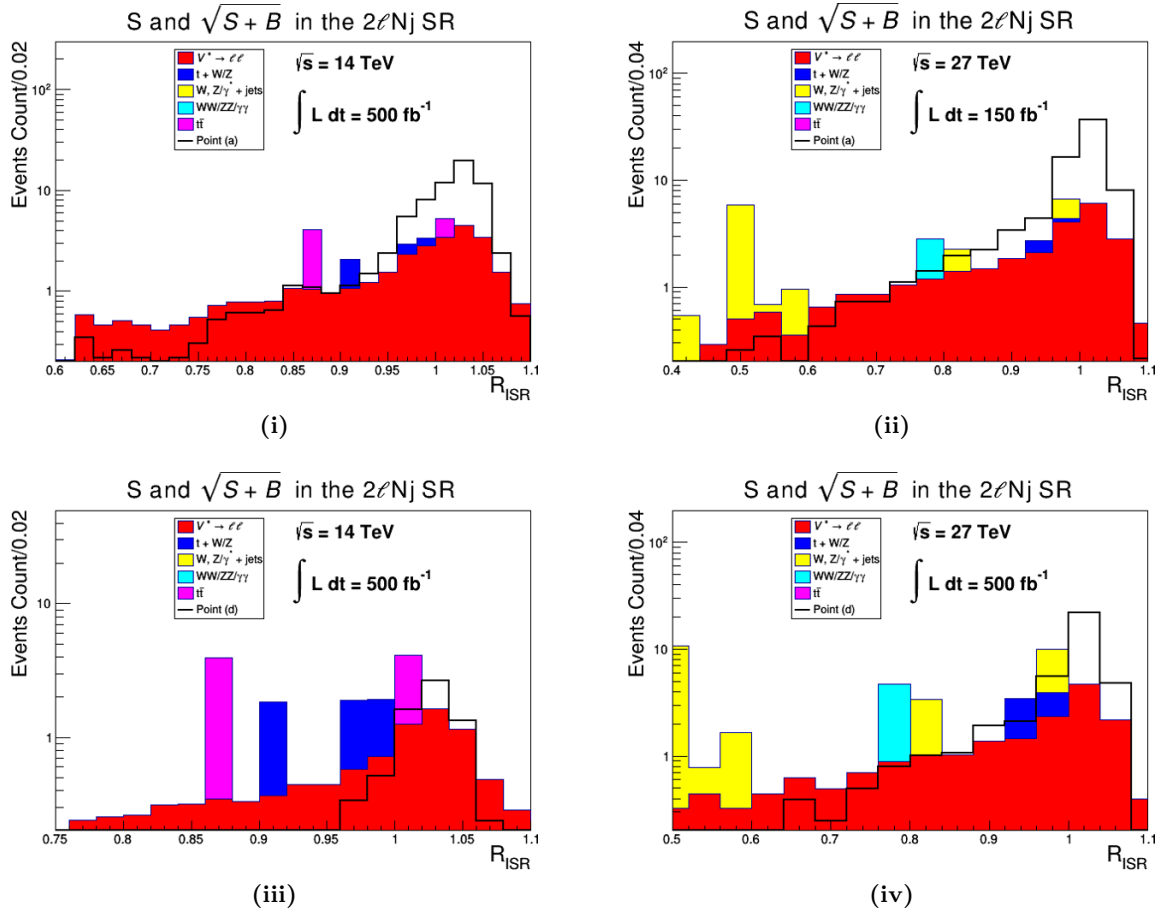 S and √S + B in the 2ℓNj SR
Events Count/0.02
10²
10
1
V* → ℓℓ
t + W/Z
W, Z/γ* + jets
WW/ZZ/γγ
tt̄
Point (a)
√s = 14 TeV
∫ L dt = 500 fb⁻¹
0.6 0.65 0.7 0.75 0.8 0.85 0.9 0.95 1 1.05 1.1
R_ISR
(i)
S and √S + B in the 2ℓNj SR
Events Count/0.04
10²
10
1
V* → ℓℓ
t + W/Z
W, Z/γ* + jets
WW/ZZ/γγ
tt̄
Point (a)
√s = 27 TeV
∫ L dt = 150 fb⁻¹
0.4 0.5 0.6 0.7 0.8 0.9 1 1.1
R_ISR
(ii)
S and √S + B in the 2ℓNj SR
Events Count/0.02
10
1
V* → ℓℓ
t + W/Z
W, Z/γ* + jets
WW/ZZ/γγ
tt̄
Point (d)
√s = 14 TeV
∫ L dt = 500 fb⁻¹
0.75 0.8 0.85 0.9 0.95 1 1.05 1.1
R_ISR
(iii)
S and √S + B in the 2ℓNj SR
Events Count/0.04
10²
10
1
V* → ℓℓ
t + W/Z
W, Z/γ* + jets
WW/ZZ/γγ
tt̄
Point (d)
√s = 27 TeV
∫ L dt = 500 fb⁻¹
0.5 0.6 0.7 0.8 0.9 1 1.1
R_ISR
(iv)